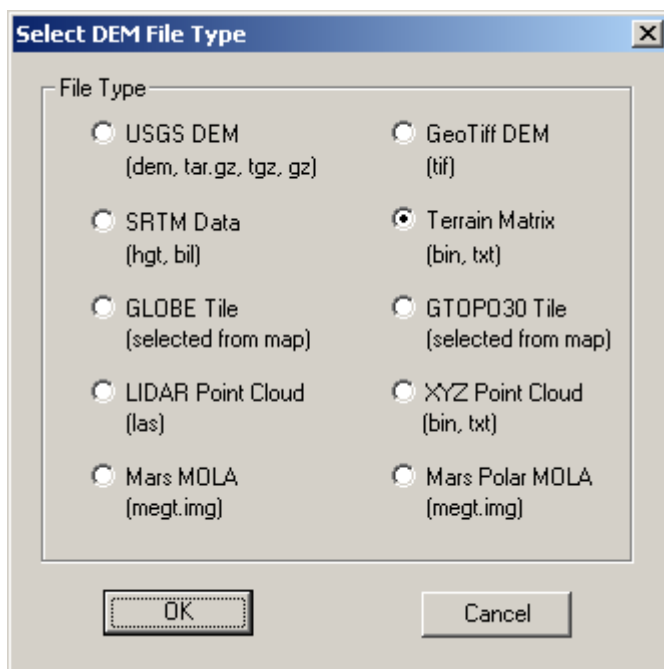 Select DEM File Type
File Type
USGS DEM
(dem, tar.gz, tgz, gz)
GeoTiff DEM
(tif)
SRTM Data
(hgt, bil)
Terrain Matrix
(bin, txt)
GLOBE Tile
(selected from map)
GTOPO30 Tile
(selected from map)
LIDAR Point Cloud
(las)
XYZ Point Cloud
(bin, txt)
Mars MOLA
(megt.img)
Mars Polar MOLA
(megt.img)
OK
Cancel